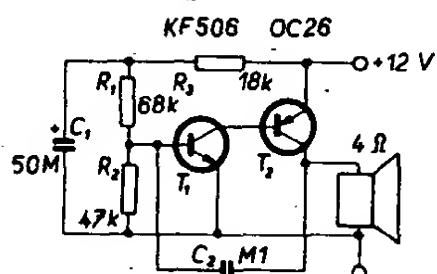 KF506 OC26
R₁ R₃ 18k +12 V
68k
+ C₁
50M R₂ T₁ T₂ 4 Ω
47k
C₂ M1